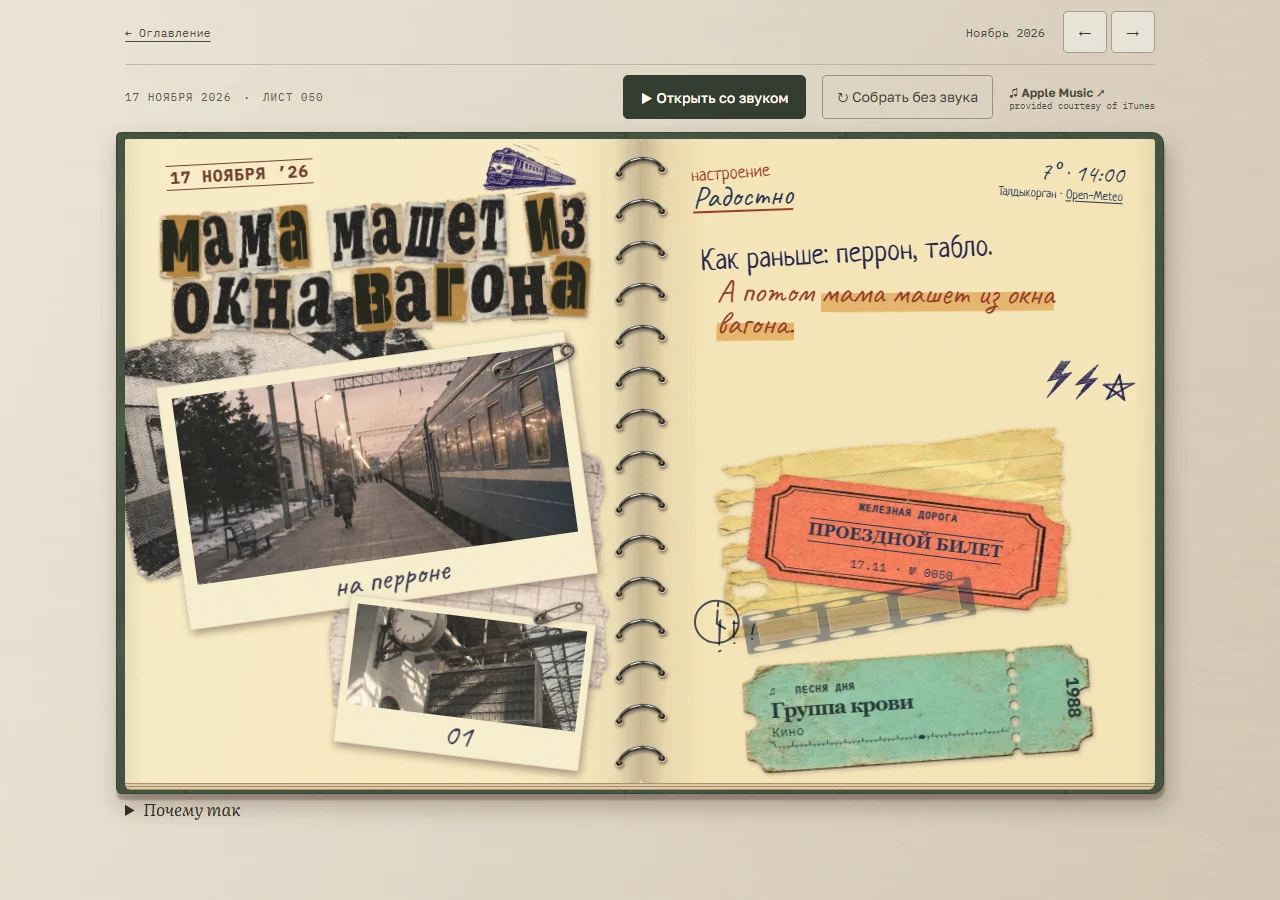 ← Оглавление
Ноябрь 2026
←
→
17 НОЯБРЯ 2026 · ЛИСТ 050
▶ Открыть со звуком
↻ Собрать без звука
♫ Apple Music ↗
provided courtesy of iTunes
17 НОЯБРЯ ’26
мама машет из
окна вагона
на перроне
01
настроение
Радостно
7°· 14:00
Талдыкорган · Open-Meteo
Как раньше: перрон, табло.
А потом мама машет из окна
вагона.
ЖЕЛЕЗНАЯ ДОРОГА
ПРОЕЗДНОЙ БИЛЕТ
17.11 · № 0050
♫ ПЕСНЯ ДНЯ
Группа крови
Кино
1988
▶ Почему так